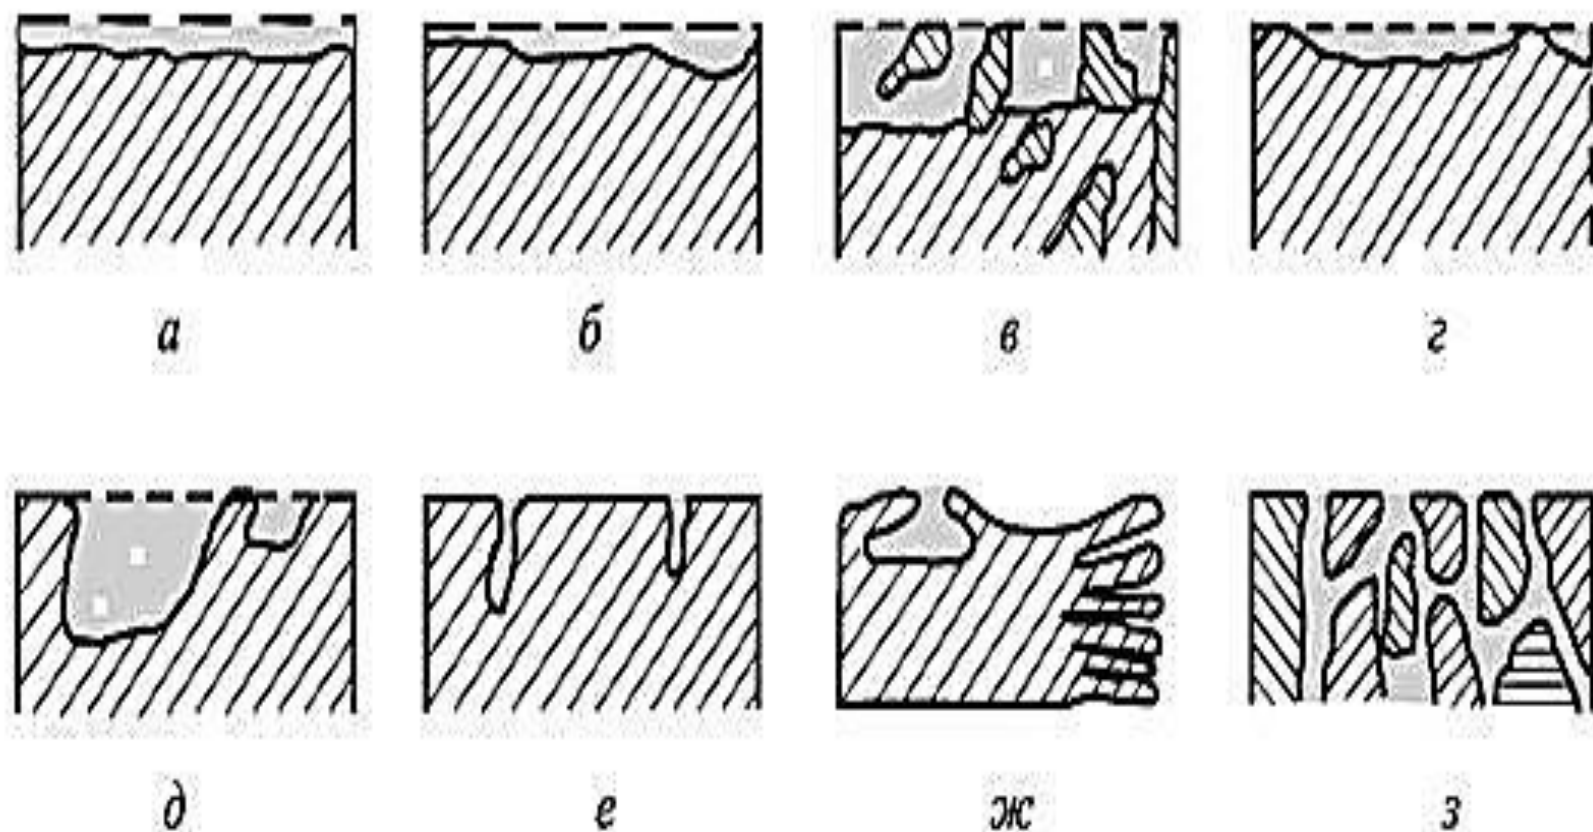 а б в г
д е ж з